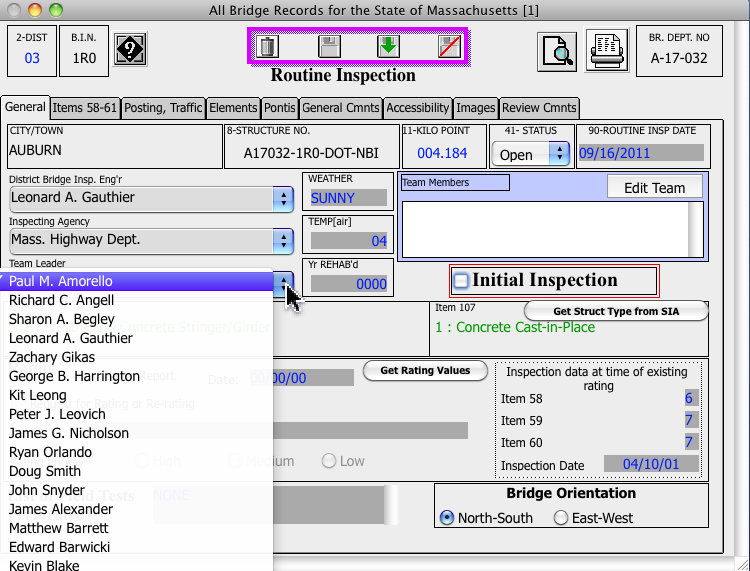 All Bridge Records for the State of Massachusetts [1]
2-DIST
03
B.I.N.
1R0
?
Routine Inspection
BR. DEPT. NO
A-17-032
General
Items 58-61
Posting, Traffic
Elements
Pontis
General Cmnts
Accessibility
Images
Review Cmnts
CITY/TOWN
AUBURN
8-STRUCTURE NO.
A17032-1R0-DOT-NBI
11-KILO POINT
004.184
41- STATUS
Open
90-ROUTINE INSP DATE
09/16/2011
District Bridge Insp. Eng'r
Leonard A. Gauthier
WEATHER
SUNNY
Team Members
Edit Team
Inspecting Agency
Mass. Highway Dept.
TEMP[air]
04
Team Leader
Yr REHAB'd
0000
Initial Inspection
Paul M. Amorello
Richard C. Angell
Sharon A. Begley
Leonard A. Gauthier
Zachary Gikas
George B. Harrington
Kit Leong
Peter J. Leovich
James G. Nicholson
Ryan Orlando
Doug Smith
John Snyder
James Alexander
Matthew Barrett
Edward Barwicki
Kevin Blake
Concrete Stringer/Girder
Item 107
Get Struct Type from SIA
1 : Concrete Cast-in-Place
Report
Date:
00/00/00
Get Rating Values
for Rating or Re-rating
High
Medium
Low
Inspection data at time of existing
rating
Item 58
6
Item 59
7
Item 60
7
Inspection Date
04/10/01
Field Tests
NONE
Bridge Orientation
North-South
East-West